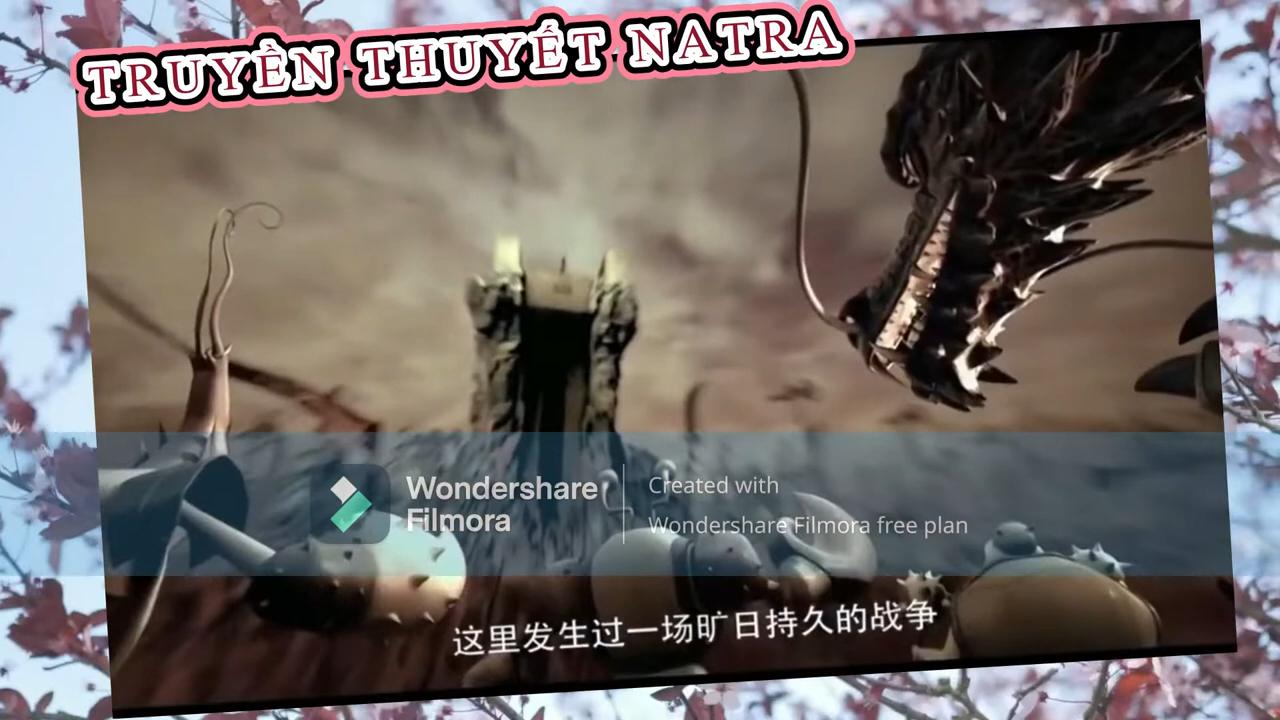 TRUYỀN THUYẾT NATRA
Wondershare
Filmora
Created with
Wondershare Filmora free plan
这里发生过一场旷日持久的战争